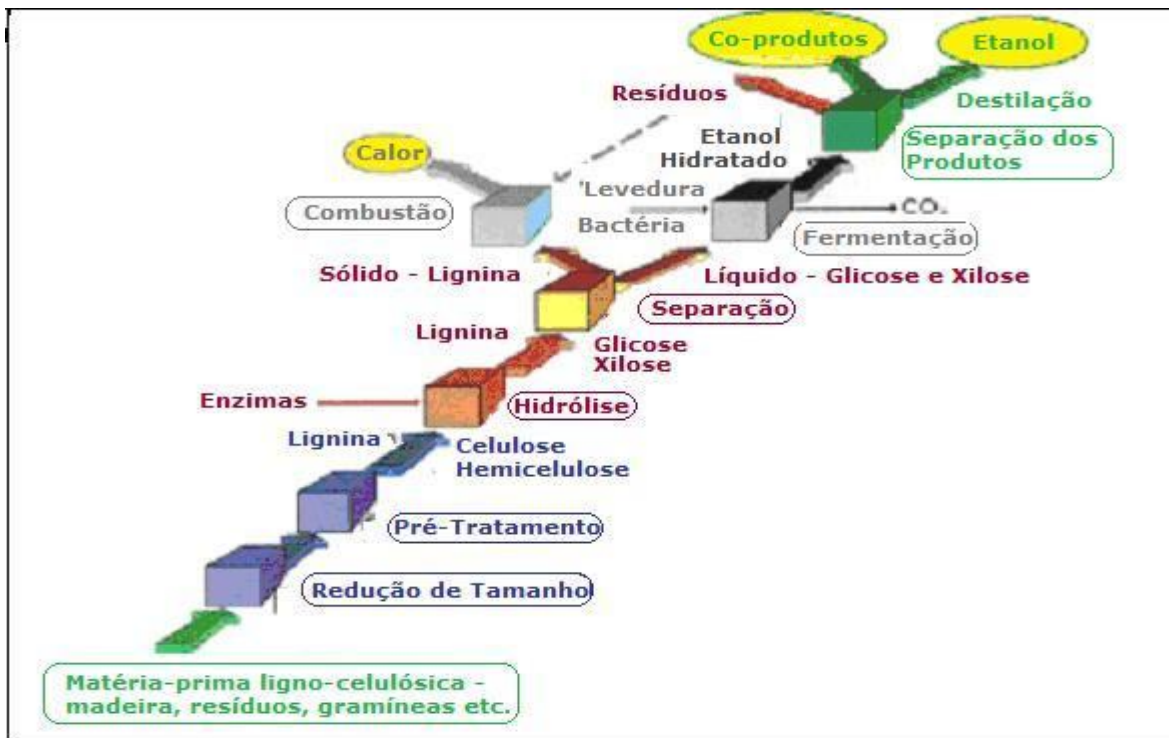 Co-produtos
Etanol
Resíduos
Destilação
Etanol
Hidratado
Separação dos
Produtos
Calor
'Levedura
Bactéria
CO₂
Combustão
Fermentação
Sólido - Lignina
Líquido - Glicose e Xilose
Separação
Lignina
Glicose
Xilose
Enzimas
Hidrólise
Lignina
Celulose
Hemicelulose
Pré-Tratamento
Redução de Tamanho
Matéria-prima ligno-celulósica -
madeira, resíduos, gramíneas etc.